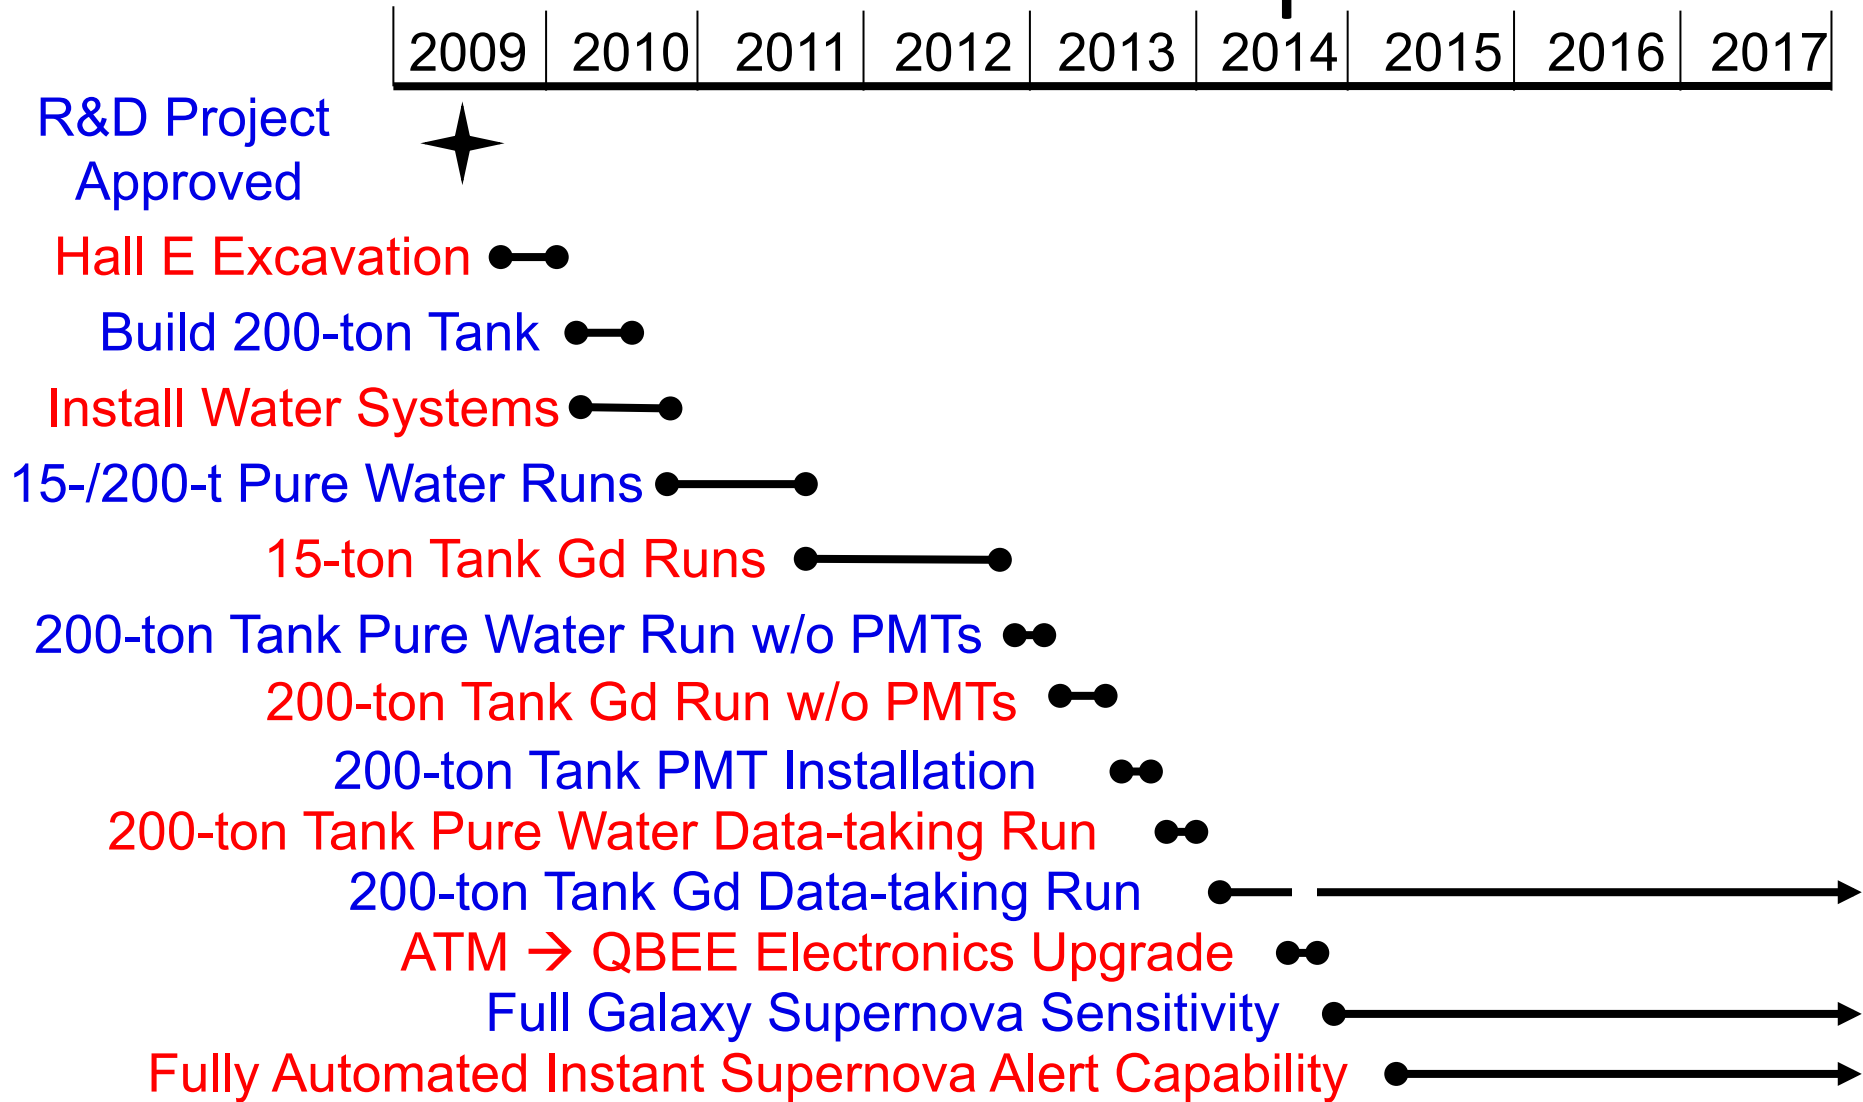 2009 2010 2011 2012 2013 2014 2015 2016 2017
R&D Project
Approved
Hall E Excavation
Build 200-ton Tank
Install Water Systems
15-/200-t Pure Water Runs
15-ton Tank Gd Runs
200-ton Tank Pure Water Run w/o PMTs
200-ton Tank Gd Run w/o PMTs
200-ton Tank PMT Installation
200-ton Tank Pure Water Data-taking Run
200-ton Tank Gd Data-taking Run
ATM → QBEE Electronics Upgrade
Full Galaxy Supernova Sensitivity
Fully Automated Instant Supernova Alert Capability